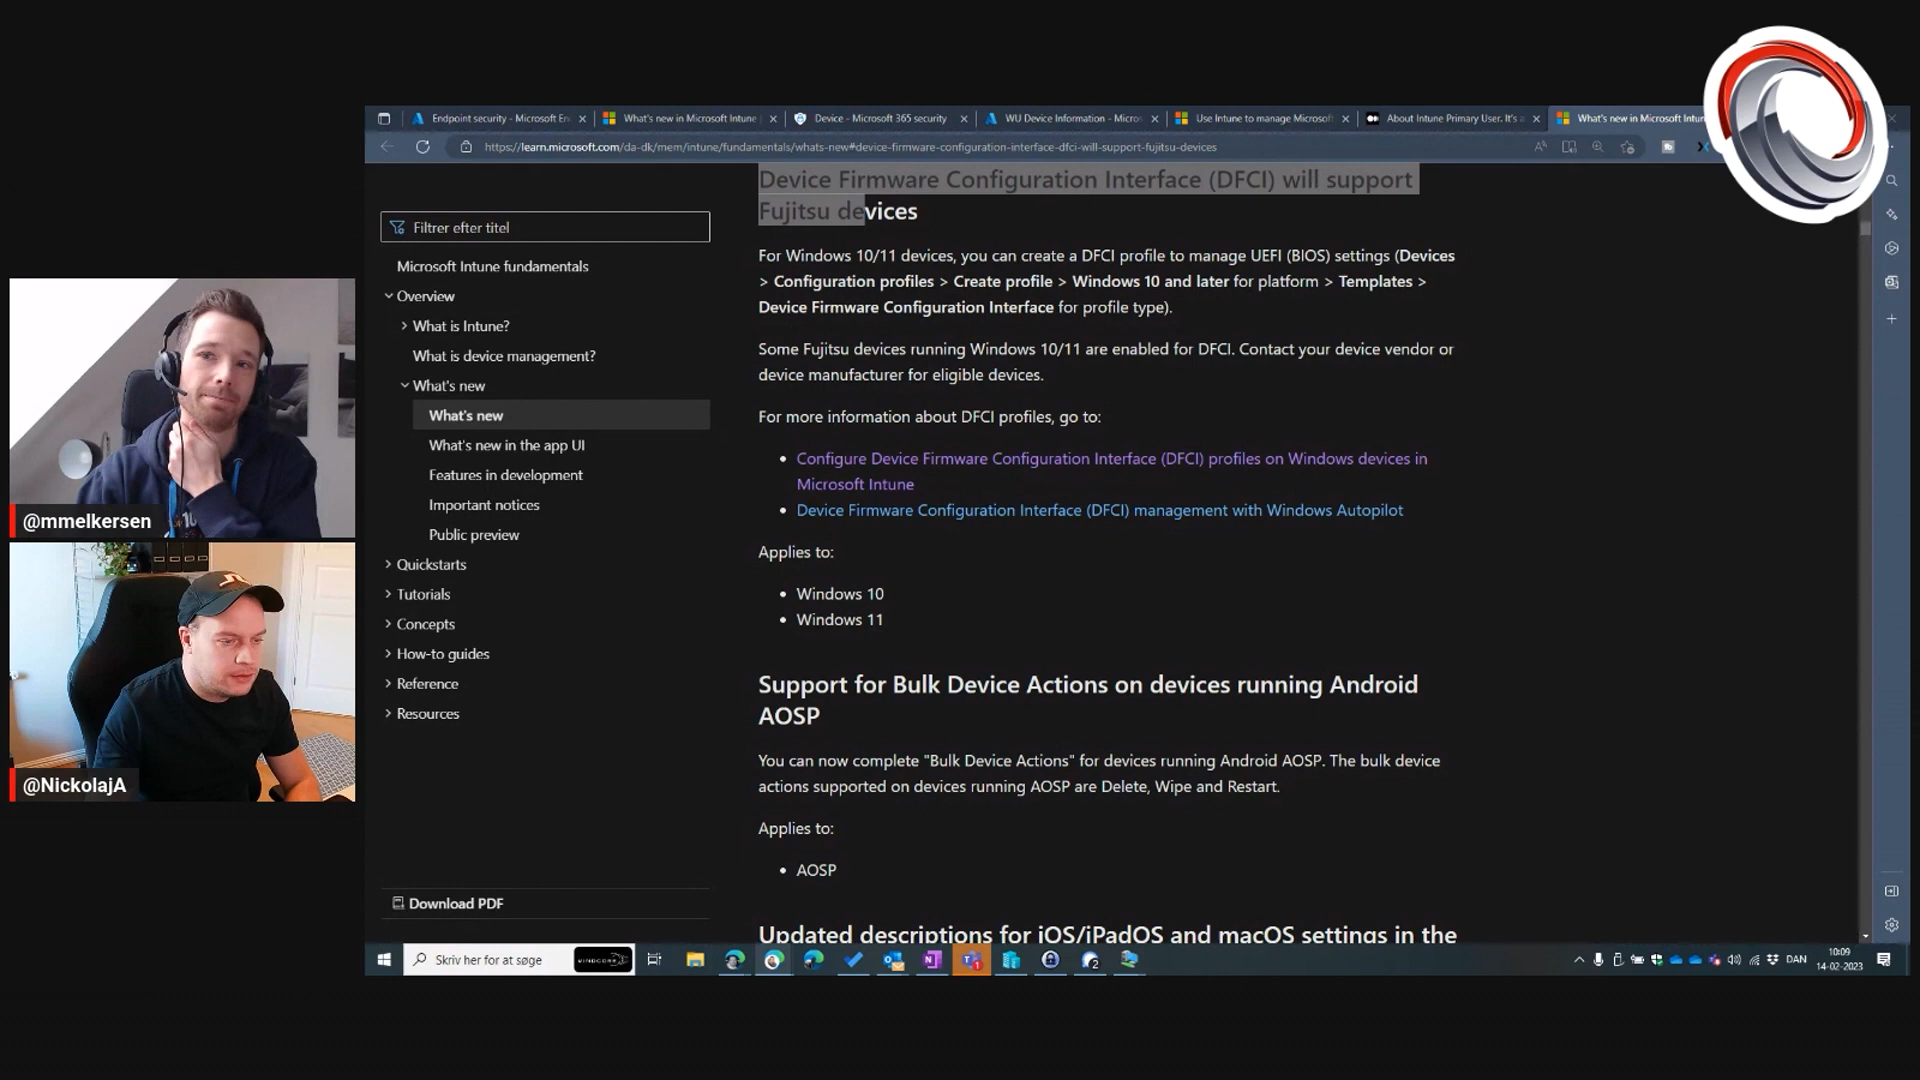 Endpoint security - Microsoft En
What's new in Microsoft Intune
Device - Microsoft 365 security
WU Device Information - Micros
Use Intune to manage Microsoft
About Intune Primary User. It's a
What's new in Microsoft Intun
https://learn.microsoft.com/da-dk/mem/intune/fundamentals/whats-new#device-firmware-configuration-interface-dfci-will-support-fujitsu-devices
Filtrer efter titel
Microsoft Intune fundamentals
Overview
What is Intune?
What is device management?
What's new
What's new
What's new in the app UI
Features in development
Important notices
Public preview
Quickstarts
Tutorials
Concepts
How-to guides
Reference
Resources
Download PDF
Device Firmware Configuration Interface (DFCI) will support
Fujitsu devices
For Windows 10/11 devices, you can create a DFCI profile to manage UEFI (BIOS) settings (Devices
> Configuration profiles > Create profile > Windows 10 and later for platform > Templates >
Device Firmware Configuration Interface for profile type).
Some Fujitsu devices running Windows 10/11 are enabled for DFCI. Contact your device vendor or
device manufacturer for eligible devices.
For more information about DFCI profiles, go to:
• Configure Device Firmware Configuration Interface (DFCI) profiles on Windows devices in
Microsoft Intune
• Device Firmware Configuration Interface (DFCI) management with Windows Autopilot
Applies to:
• Windows 10
• Windows 11
Support for Bulk Device Actions on devices running Android
AOSP
You can now complete "Bulk Device Actions" for devices running Android AOSP. The bulk device
actions supported on devices running AOSP are Delete, Wipe and Restart.
Applies to:
• AOSP
Updated descriptions for iOS/iPadOS and macOS settings in the
@mmelkersen
@NickolajA
Skriv her for at søge
MINDCORE
DAN
10:09
14-02-2023